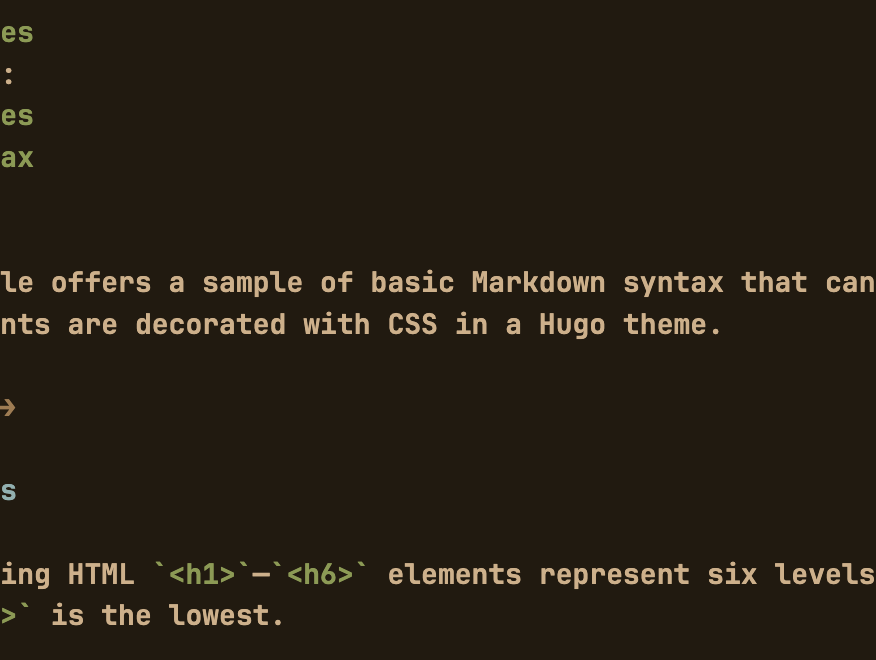 es
:
es
ax
le offers a sample of basic Markdown syntax that can
nts are decorated with CSS in a Hugo theme.
→
s
ing HTML `<h1>`—`<h6>` elements represent six levels
>` is the lowest.